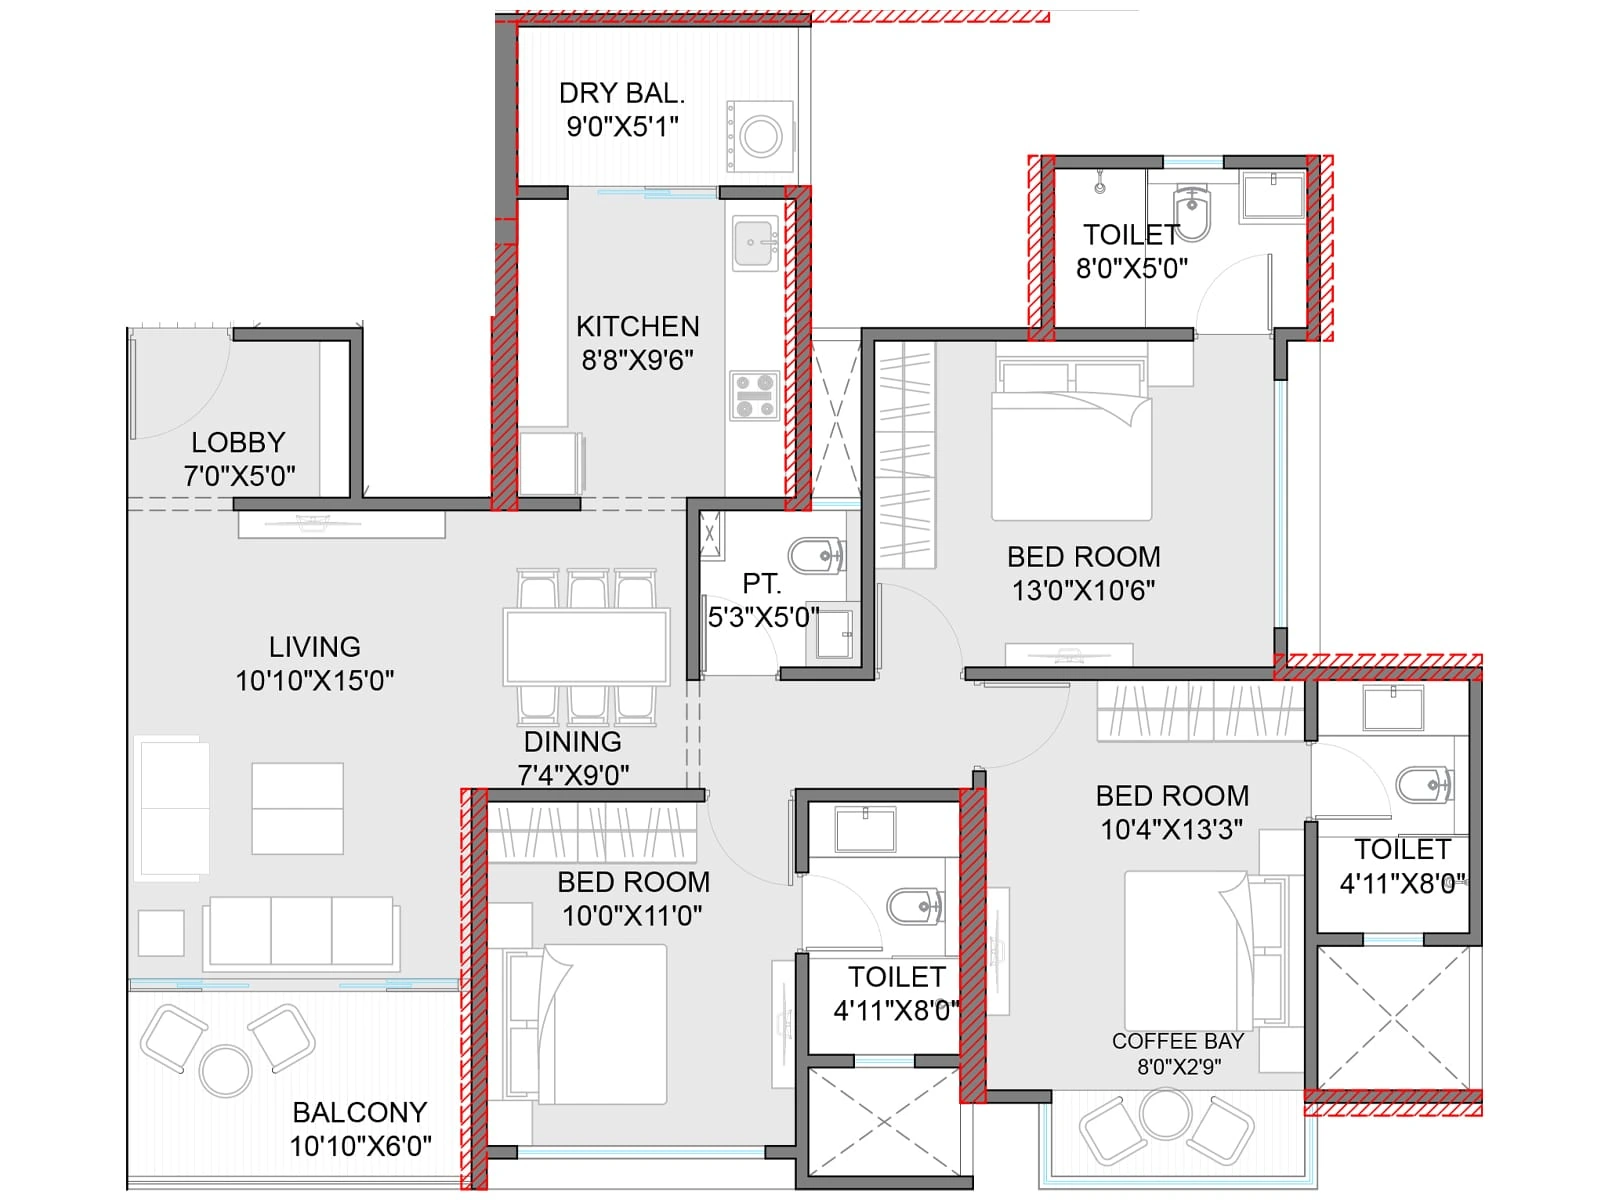 DRY BAL.
9'0"X5'1"
TOILET
8'0"X5'0"
KITCHEN
8'8"X9'6"
LOBBY
7'0"X5'0"
BED ROOM
13'0"X10'6"
PT.
5'3"X5'0"
LIVING
10'10"X15'0"
DINING
7'4"X9'0"
BED ROOM
10'4"X13'3"
TOILET
4'11"X8'0"
BED ROOM
10'0"X11'0"
TOILET
4'11"X8'0"
COFFEE BAY
8'0"X2'9"
BALCONY
10'10"X6'0"